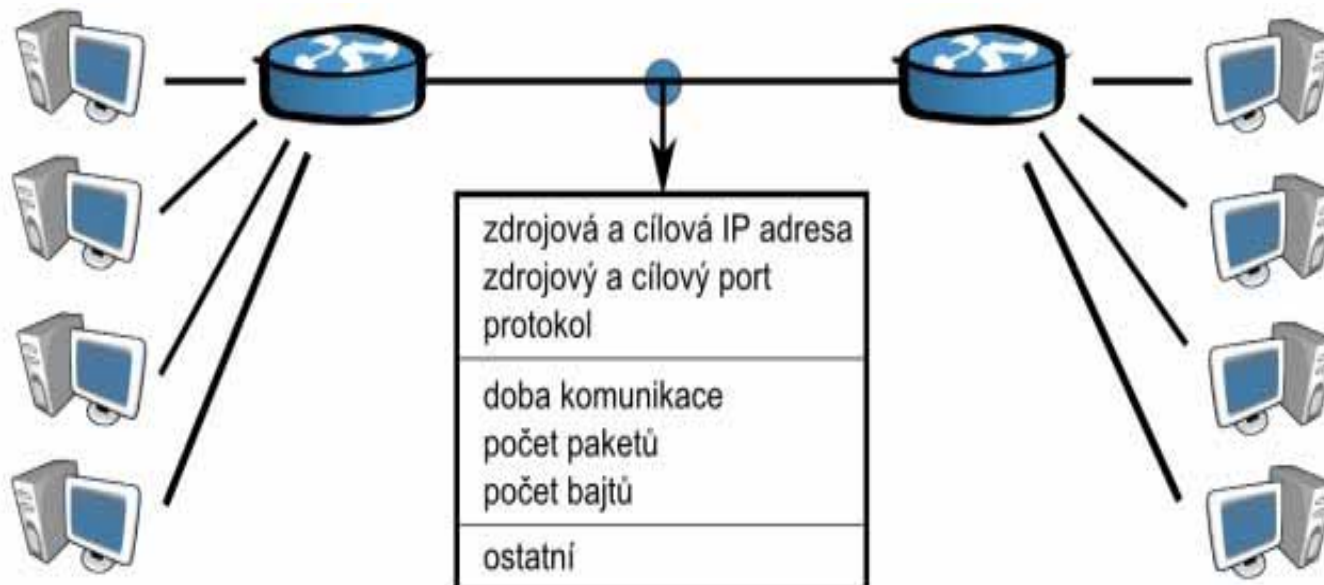 zdrojová a cílová IP adresa
zdrojový a cílový port
protokol
doba komunikace
počet paketů
počet bajtů
ostatní